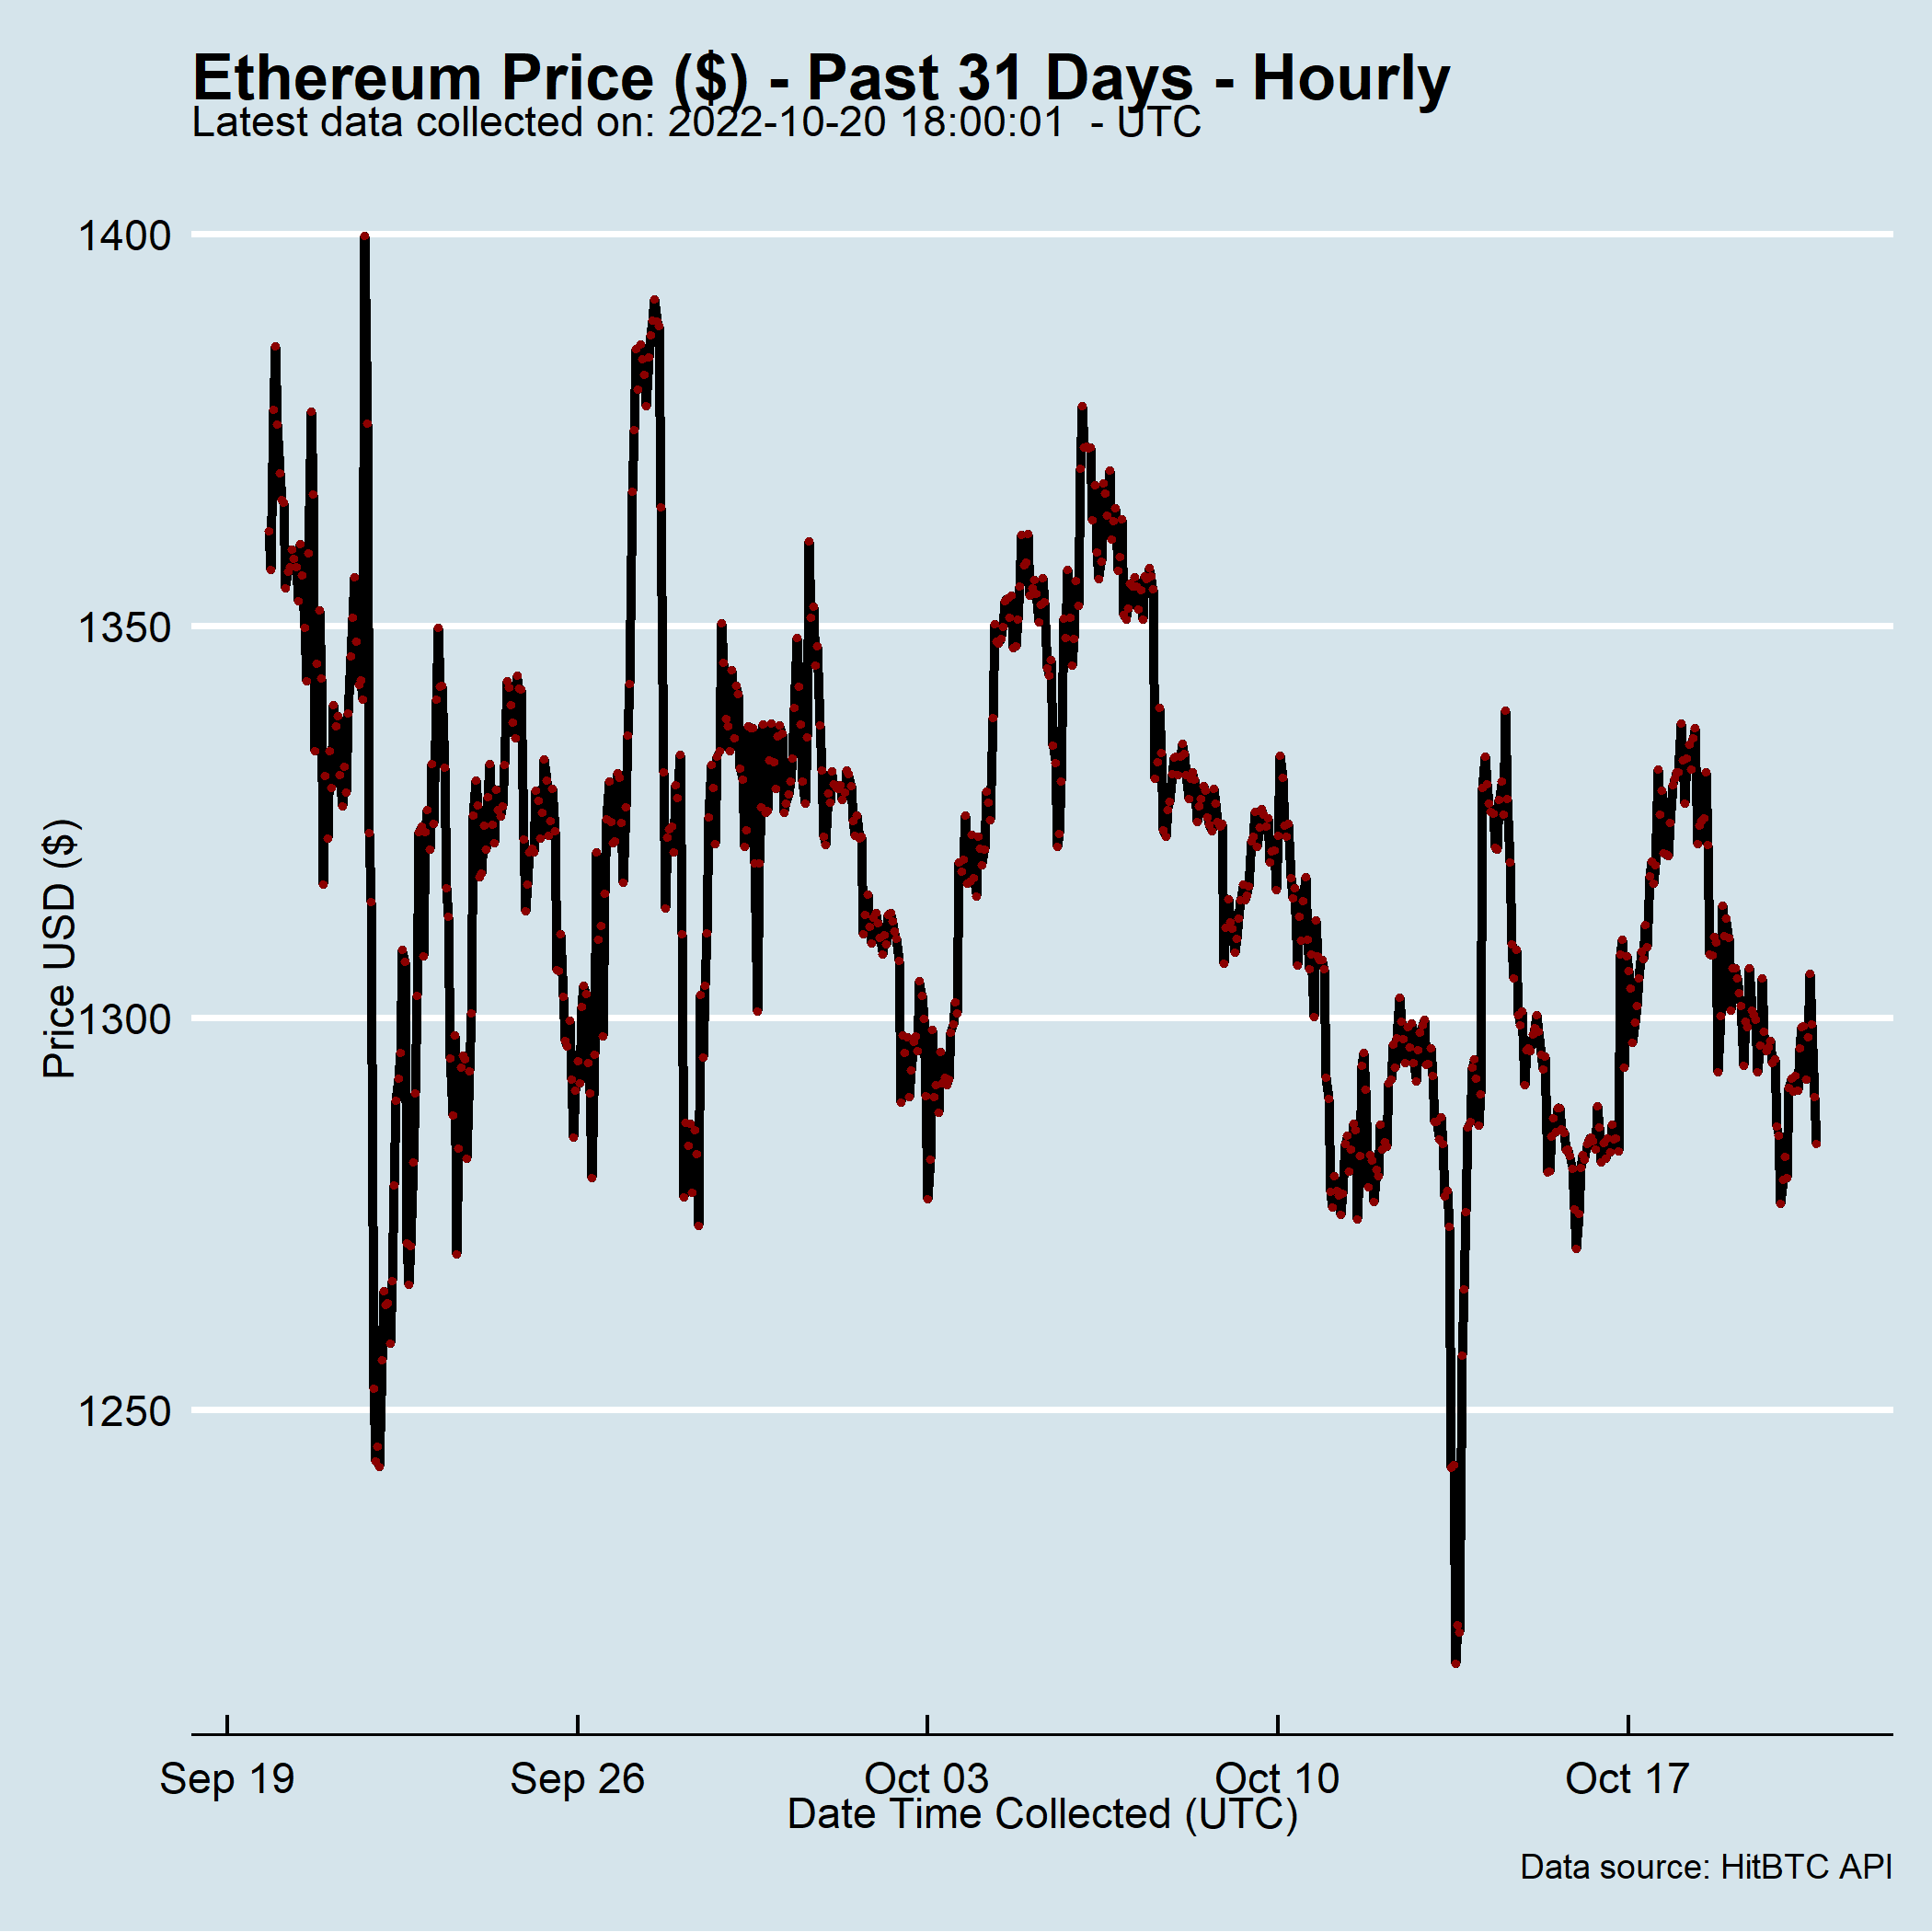 Ethereum Price ($) - Past 31 Days - Hourly
Latest data collected on: 2022-10-20 18:00:01  - UTC
1400
1350
1300
1250
Price USD ($)
Sep 19
Sep 26
Oct 03
Oct 10
Oct 17
Date Time Collected (UTC)
Data source: HitBTC API